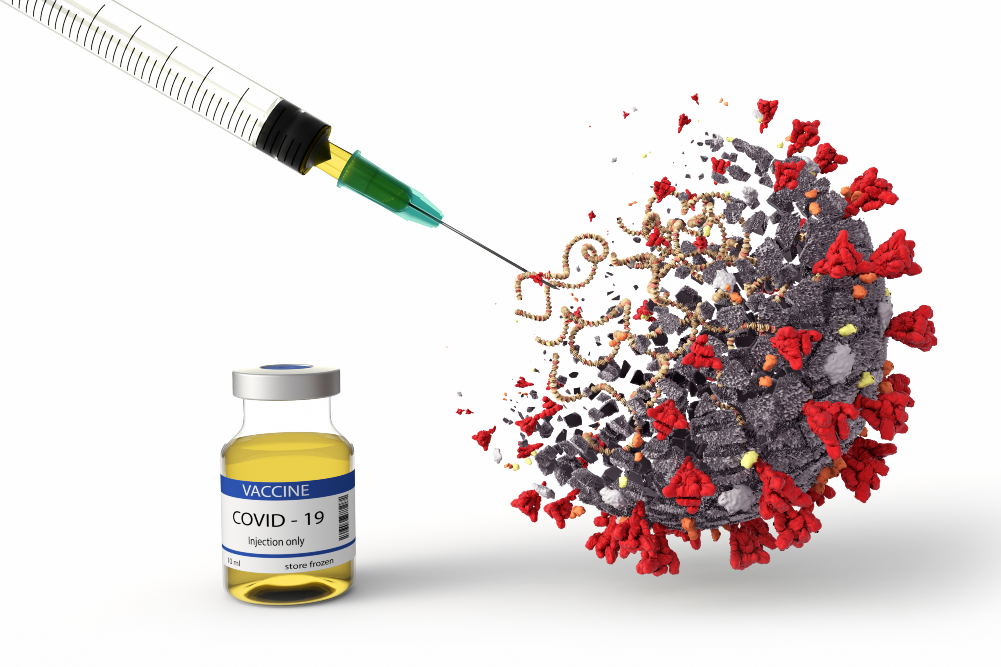 VACCINE
COVID - 19
Injection only
10 ml store frozen